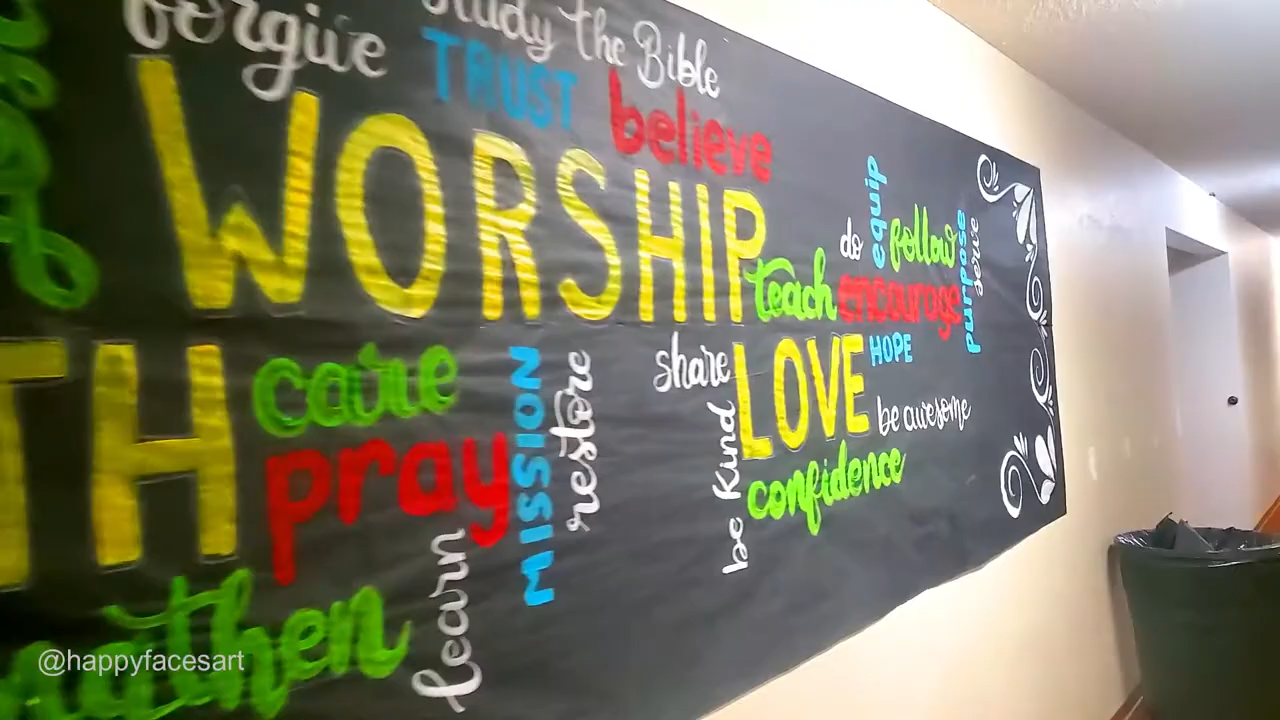 forgive
Study the Bible
TRUST
believe
WORSHIP
do
equip
follow
purpose
serve
teach
encourage
TH
care
MISSION
restore
share
LOVE
HOPE
be awesome
pray
be kind
confidence
learn
@happyfacesart